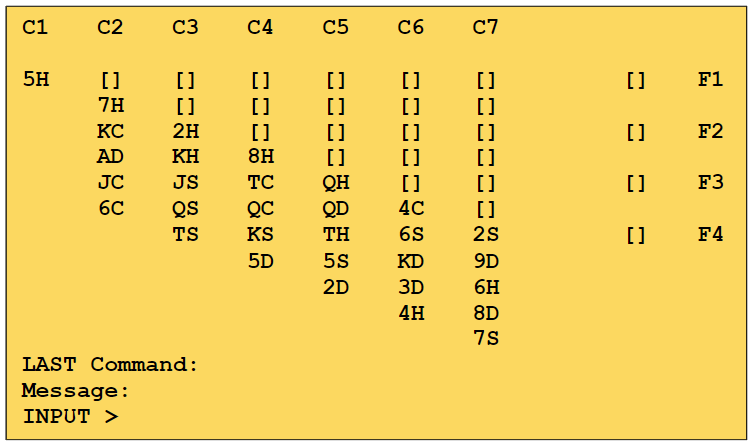 C1 C2 C3 C4 C5 C6 C7
5H [] [] [] [] [] [] [] F1
7H [] [] [] [] []
KC 2H [] [] [] [] [] F2
AD KH 8H [] [] []
JC JS TC QH [] [] [] F3
6C QS QC QD 4C []
TS KS TH 6S 2S [] F4
5D 5S KD 9D
2D 3D 6H
4H 8D
7S
LAST Command:
Message:
INPUT >